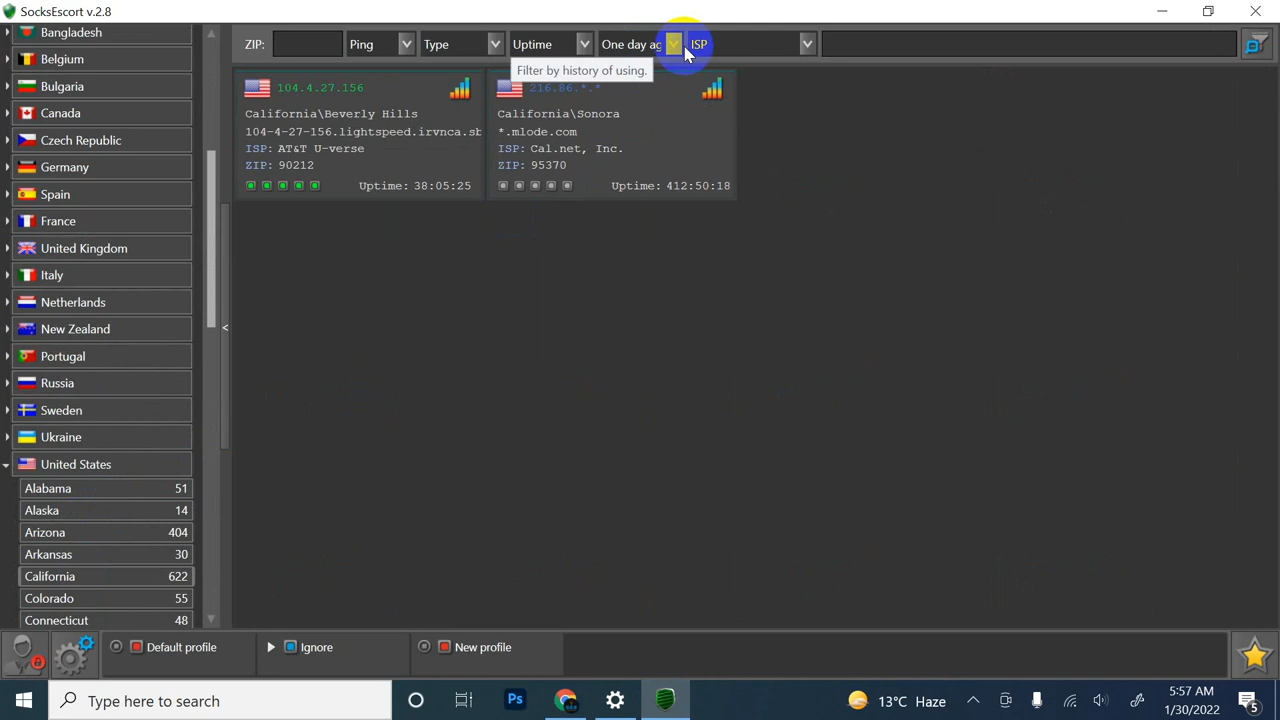 SocksEscort v.2.8
ZIP:
Ping
Type
Uptime
One day ag
ISP
Filter by history of using.
Bangladesh
Belgium
Bulgaria
Canada
Czech Republic
Germany
Spain
France
United Kingdom
Italy
Netherlands
New Zealand
Portugal
Russia
Sweden
Ukraine
United States
Alabama 51
Alaska 14
Arizona 404
Arkansas 30
California 622
Colorado 55
Connecticut 48
104.4.27.156
California\Beverly Hills
104-4-27-156.lightspeed.irvnca.sb
ISP: AT&T U-verse
ZIP: 90212
Uptime: 38:05:25
216.86.*.*
California\Sonora
*.mlode.com
ISP: Cal.net, Inc.
ZIP: 95370
Uptime: 412:50:18
<
Default profile
Ignore
New profile
Type here to search
Ps
13°C Haze
5:57 AM
1/30/2022
5